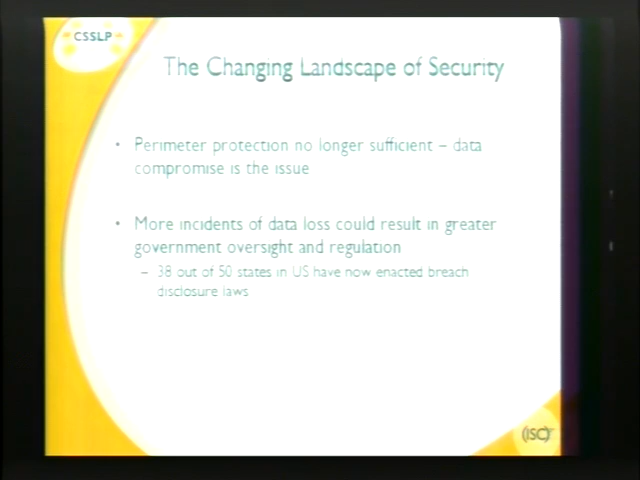 CSSLP
The Changing Landscape of Security
• Perimeter protection no longer sufficient – data
compromise is the issue
• More incidents of data loss could result in greater
government oversight and regulation
– 38 out of 50 states in US have now enacted breach
disclosure laws
(ISC)²